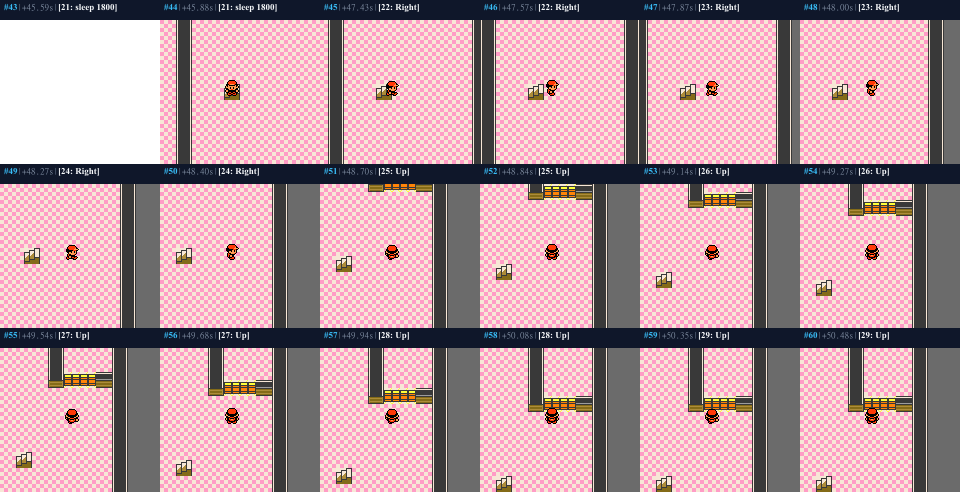 #43|+45.59s|[21: sleep 1800]
#44|+45.88s|[21: sleep 1800]
#45|+47.43s|[22: Right]
#46|+47.57s|[22: Right]
#47|+47.87s|[23: Right]
#48|+48.00s|[23: Right]
#49|+48.27s|[24: Right]
#50|+48.40s|[24: Right]
#51|+48.70s|[25: Up]
#52|+48.84s|[25: Up]
#53|+49.14s|[26: Up]
#54|+49.27s|[26: Up]
#55|+49.54s|[27: Up]
#56|+49.68s|[27: Up]
#57|+49.94s|[28: Up]
#58|+50.08s|[28: Up]
#59|+50.35s|[29: Up]
#60|+50.48s|[29: Up]